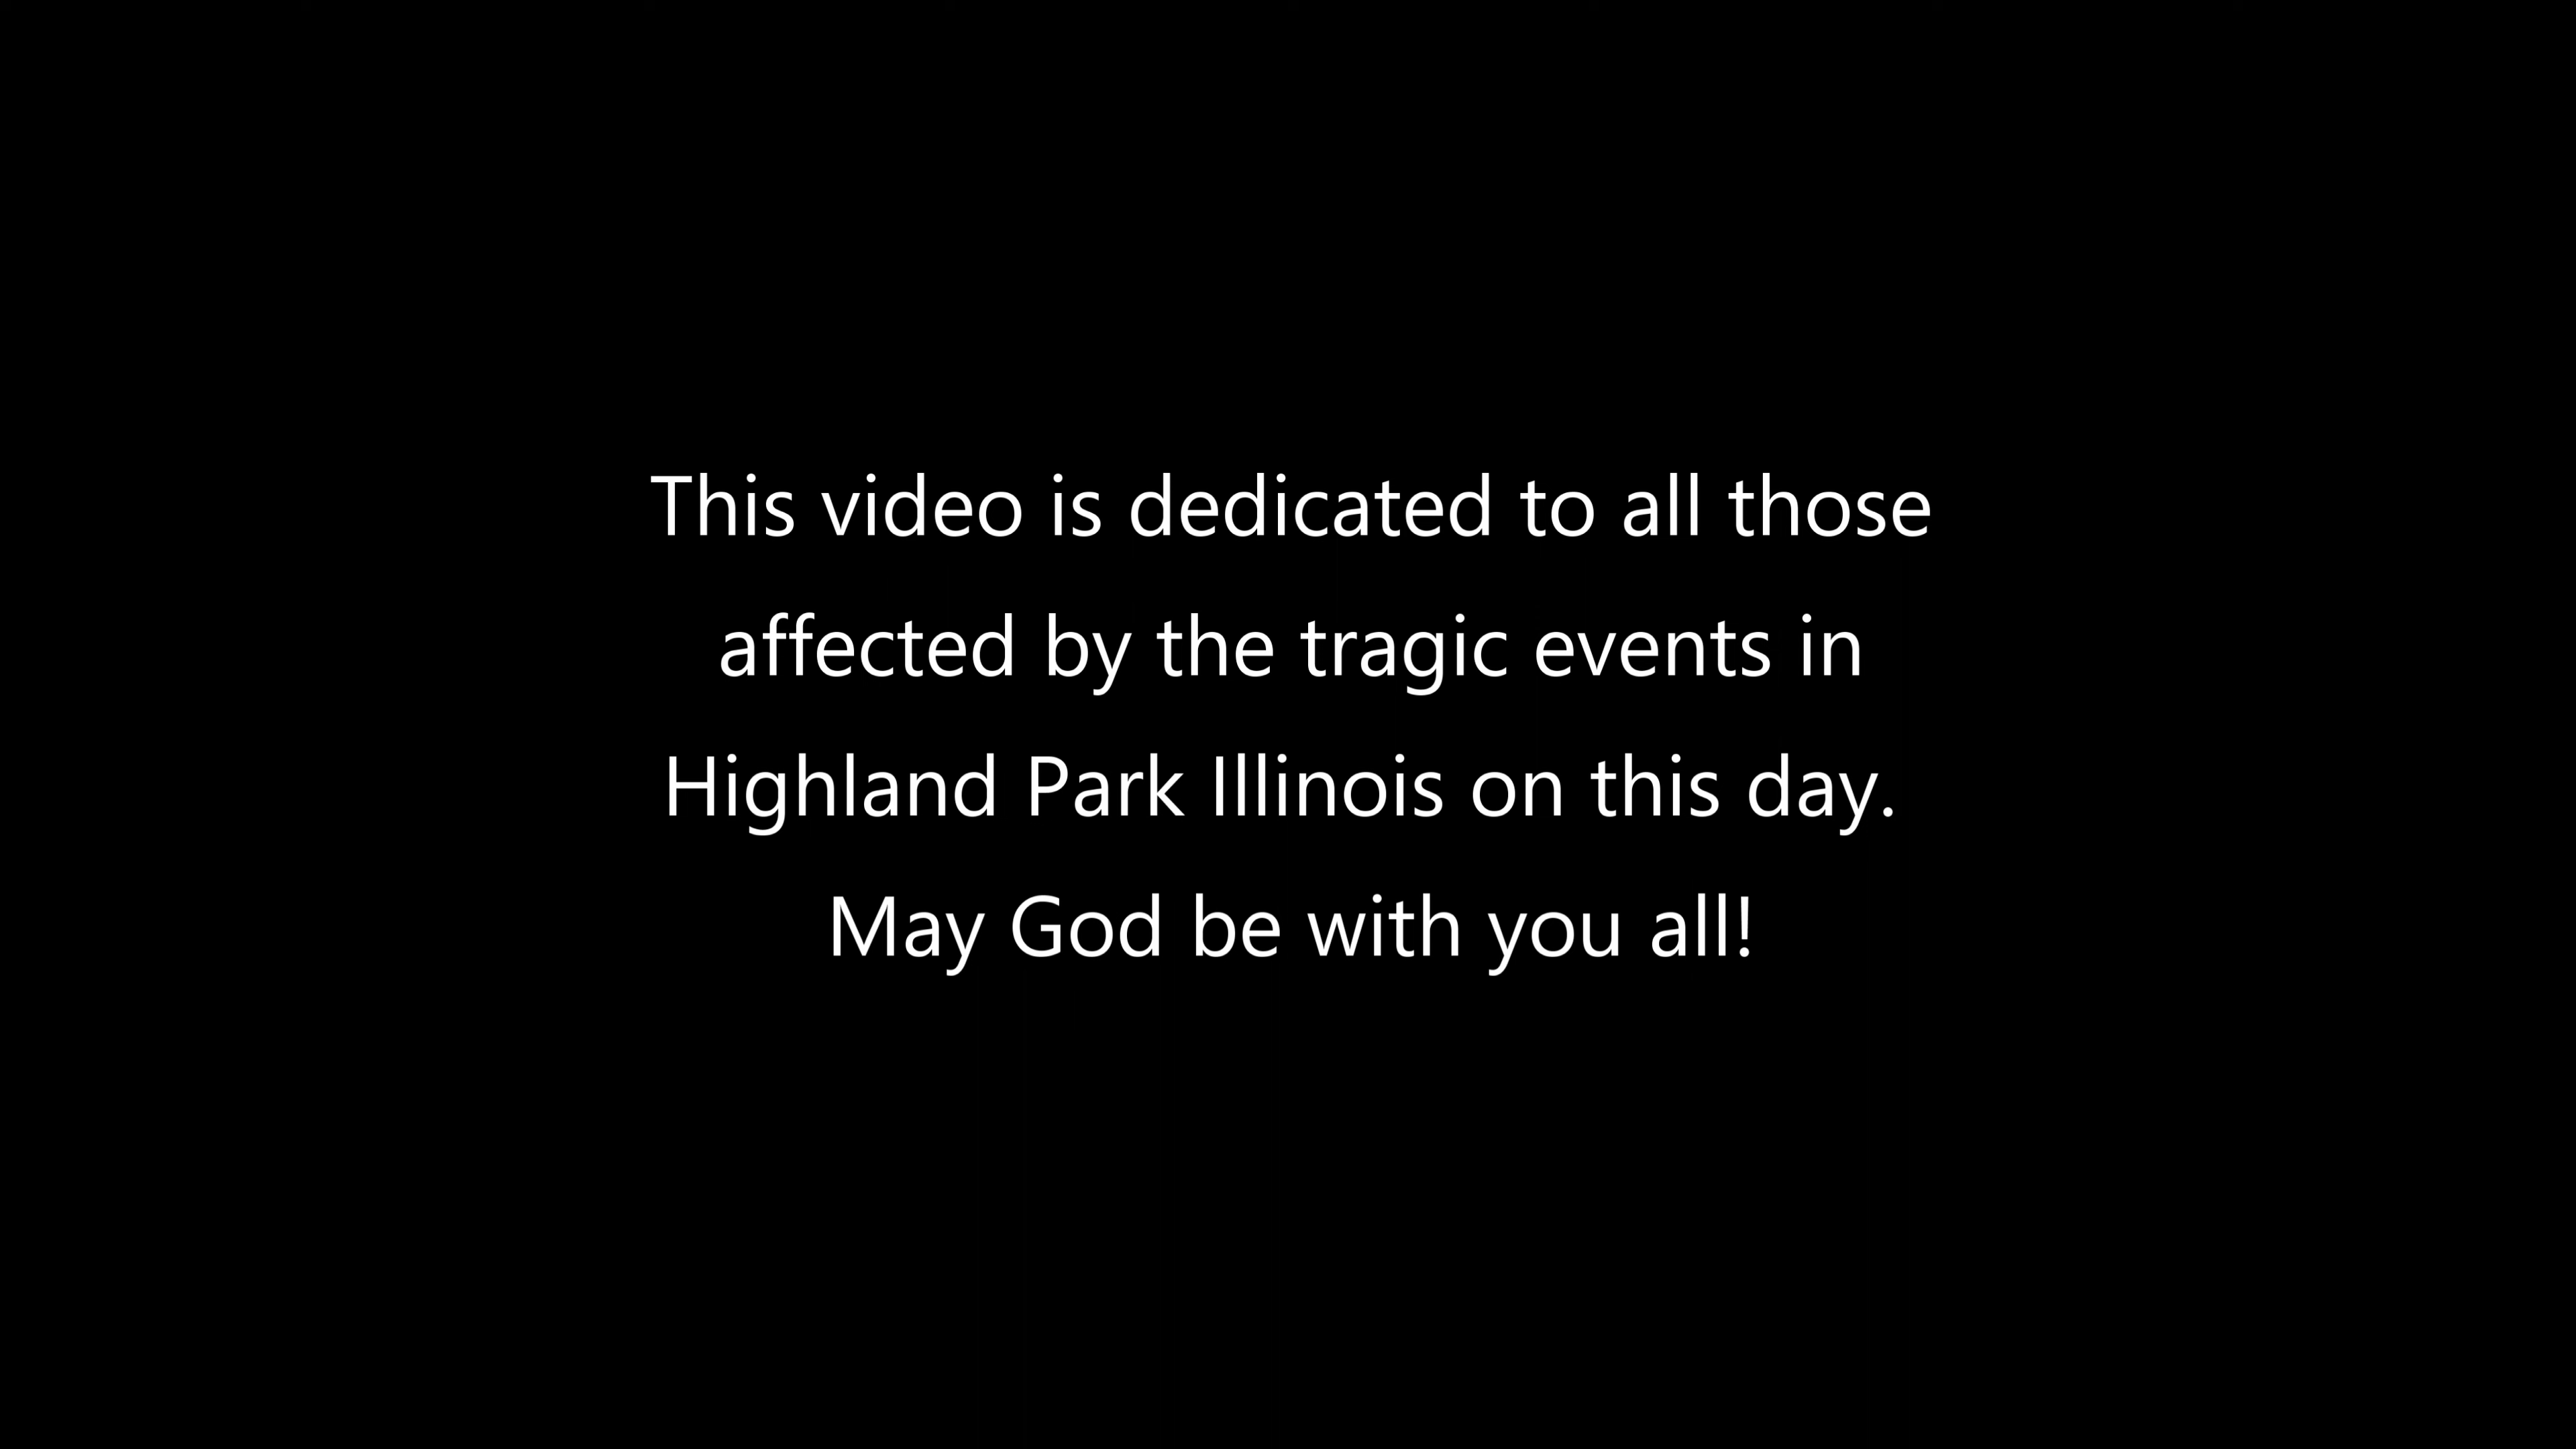 This video is dedicated to all those
affected by the tragic events in
Highland Park Illinois on this day.
May God be with you all!